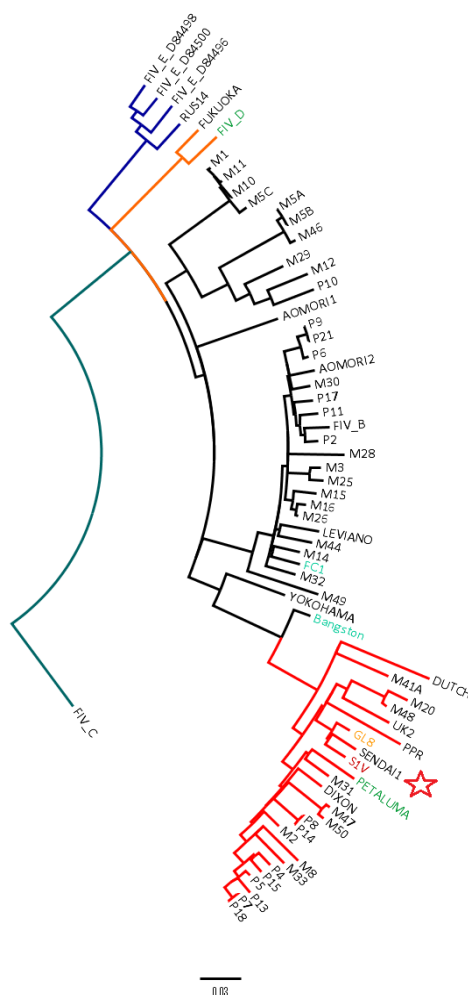 FIV_E_D84498
FIV_E_D84500
FIV_E_D84496
RUS14
FUKUOKA
FIV_D
M1
M11
M10
M5C
M5A
M5B
M46
M29
M12
P10
AOMORI1
P9
P21
P6
AOMORI2
M30
P17
P11
FIV_B
P2
M28
M3
M25
M15
M16
M26
LEVIANO
M44
M14
FC1
M32
M49
YOKOHAMA
Bangston
DUTCH
M41A
M20
M48
UK2
PPR
GL8
SENDAI1
S1V
PETALUMA
M31
DIXON
M47
M50
P8
P14
M2
M8
M33
P4
P15
P5
P13
P7
P18
FIV_C
0.03